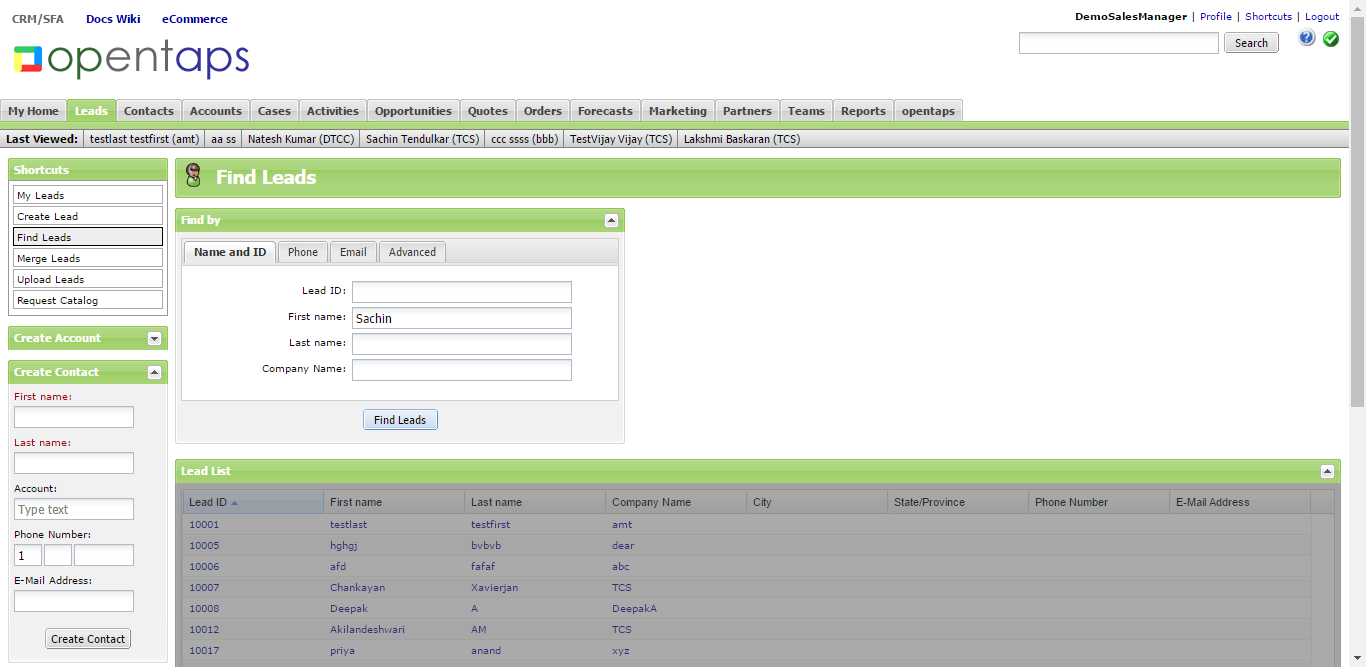 CRM/SFA Docs Wiki eCommerce
DemoSalesManager | Profile | Shortcuts | Logout
opentaps
Search
?
My Home Leads Contacts Accounts Cases Activities Opportunities Quotes Orders Forecasts Marketing Partners Teams Reports opentaps
Last Viewed: testlast testfirst (amt) aa ss Natesh Kumar (DTCC) Sachin Tendulkar (TCS) ccc ssss (bbb) TestVijay Vijay (TCS) Lakshmi Baskaran (TCS)
Shortcuts
My Leads
Create Lead
Find Leads
Merge Leads
Upload Leads
Request Catalog
Create Account
Create Contact
First name:
Last name:
Account:
Type text
Phone Number:
1
E-Mail Address:
Create Contact
Find Leads
Find by
Name and ID Phone Email Advanced
Lead ID:
First name: Sachin
Last name:
Company Name:
Find Leads
Lead List
Lead ID First name Last name Company Name City State/Province Phone Number E-Mail Address
10001 testlast testfirst amt
10005 hghgj bvbvb dear
10006 afd fafaf abc
10007 Chankayan Xavierjan TCS
10008 Deepak A DeepakA
10012 Akilandeshwari AM TCS
10017 priya anand xyz